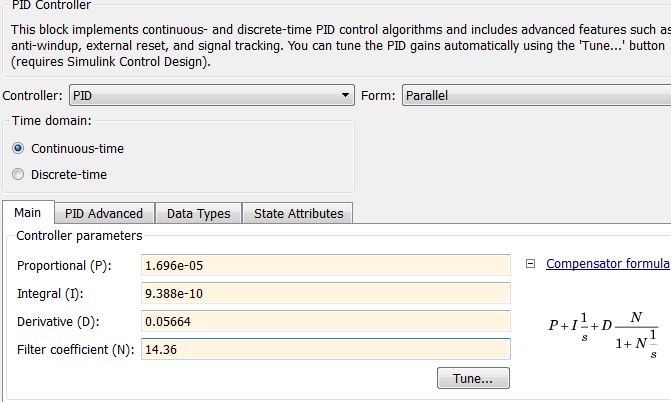 PID Controller
This block implements continuous- and discrete-time PID control algorithms and includes advanced features such as
anti-windup, external reset, and signal tracking. You can tune the PID gains automatically using the 'Tune...' button
(requires Simulink Control Design).
Controller: PID Form: Parallel
Time domain:
Continuous-time
Discrete-time
Main PID Advanced Data Types State Attributes
Controller parameters
Proportional (P): 1.696e-05 Compensator formula
Integral (I): 9.388e-10
Derivative (D): 0.05664
P+I 1/s +D N/(1+N 1/s)
Filter coefficient (N): 14.36
Tune...